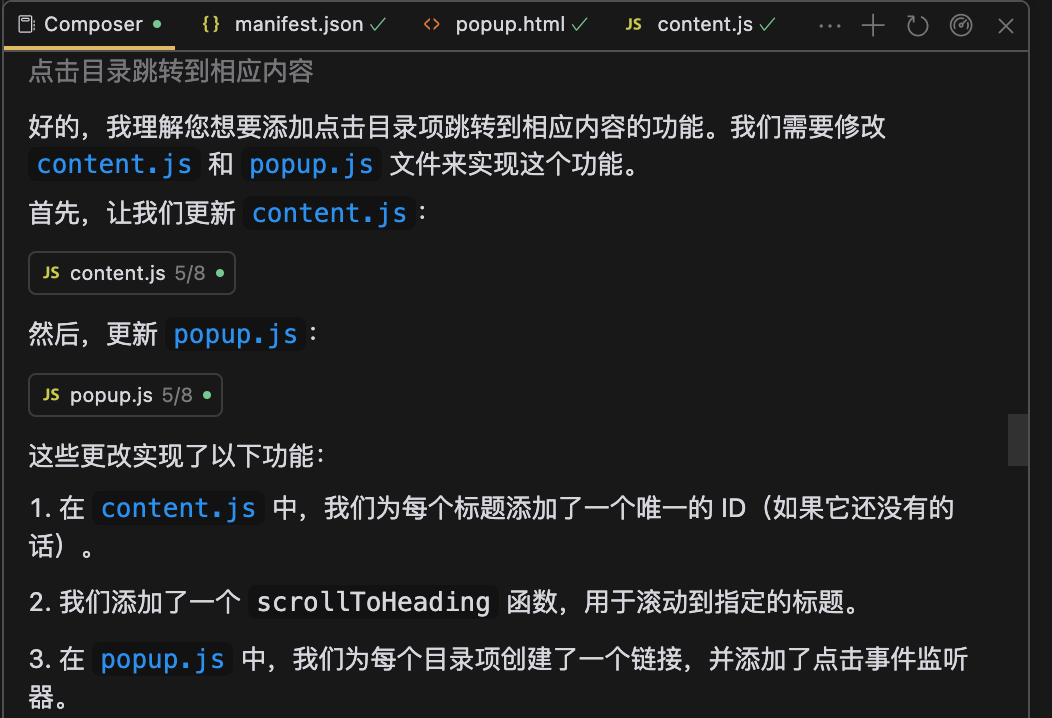 Composer {} manifest.json <> popup.html JS content.js
点击目录跳转到相应内容
好的，我理解您想要添加点击目录项跳转到相应内容的功能。我们需要修改
content.js 和 popup.js 文件来实现这个功能。
首先，让我们更新 content.js：
JS content.js 5/8
然后，更新 popup.js：
JS popup.js 5/8
这些更改实现了以下功能：
1. 在 content.js 中，我们为每个标题添加了一个唯一的 ID（如果它还没有的
话）。
2. 我们添加了一个 scrollToHeading 函数，用于滚动到指定的标题。
3. 在 popup.js 中，我们为每个目录项创建了一个链接，并添加了点击事件监听
器。